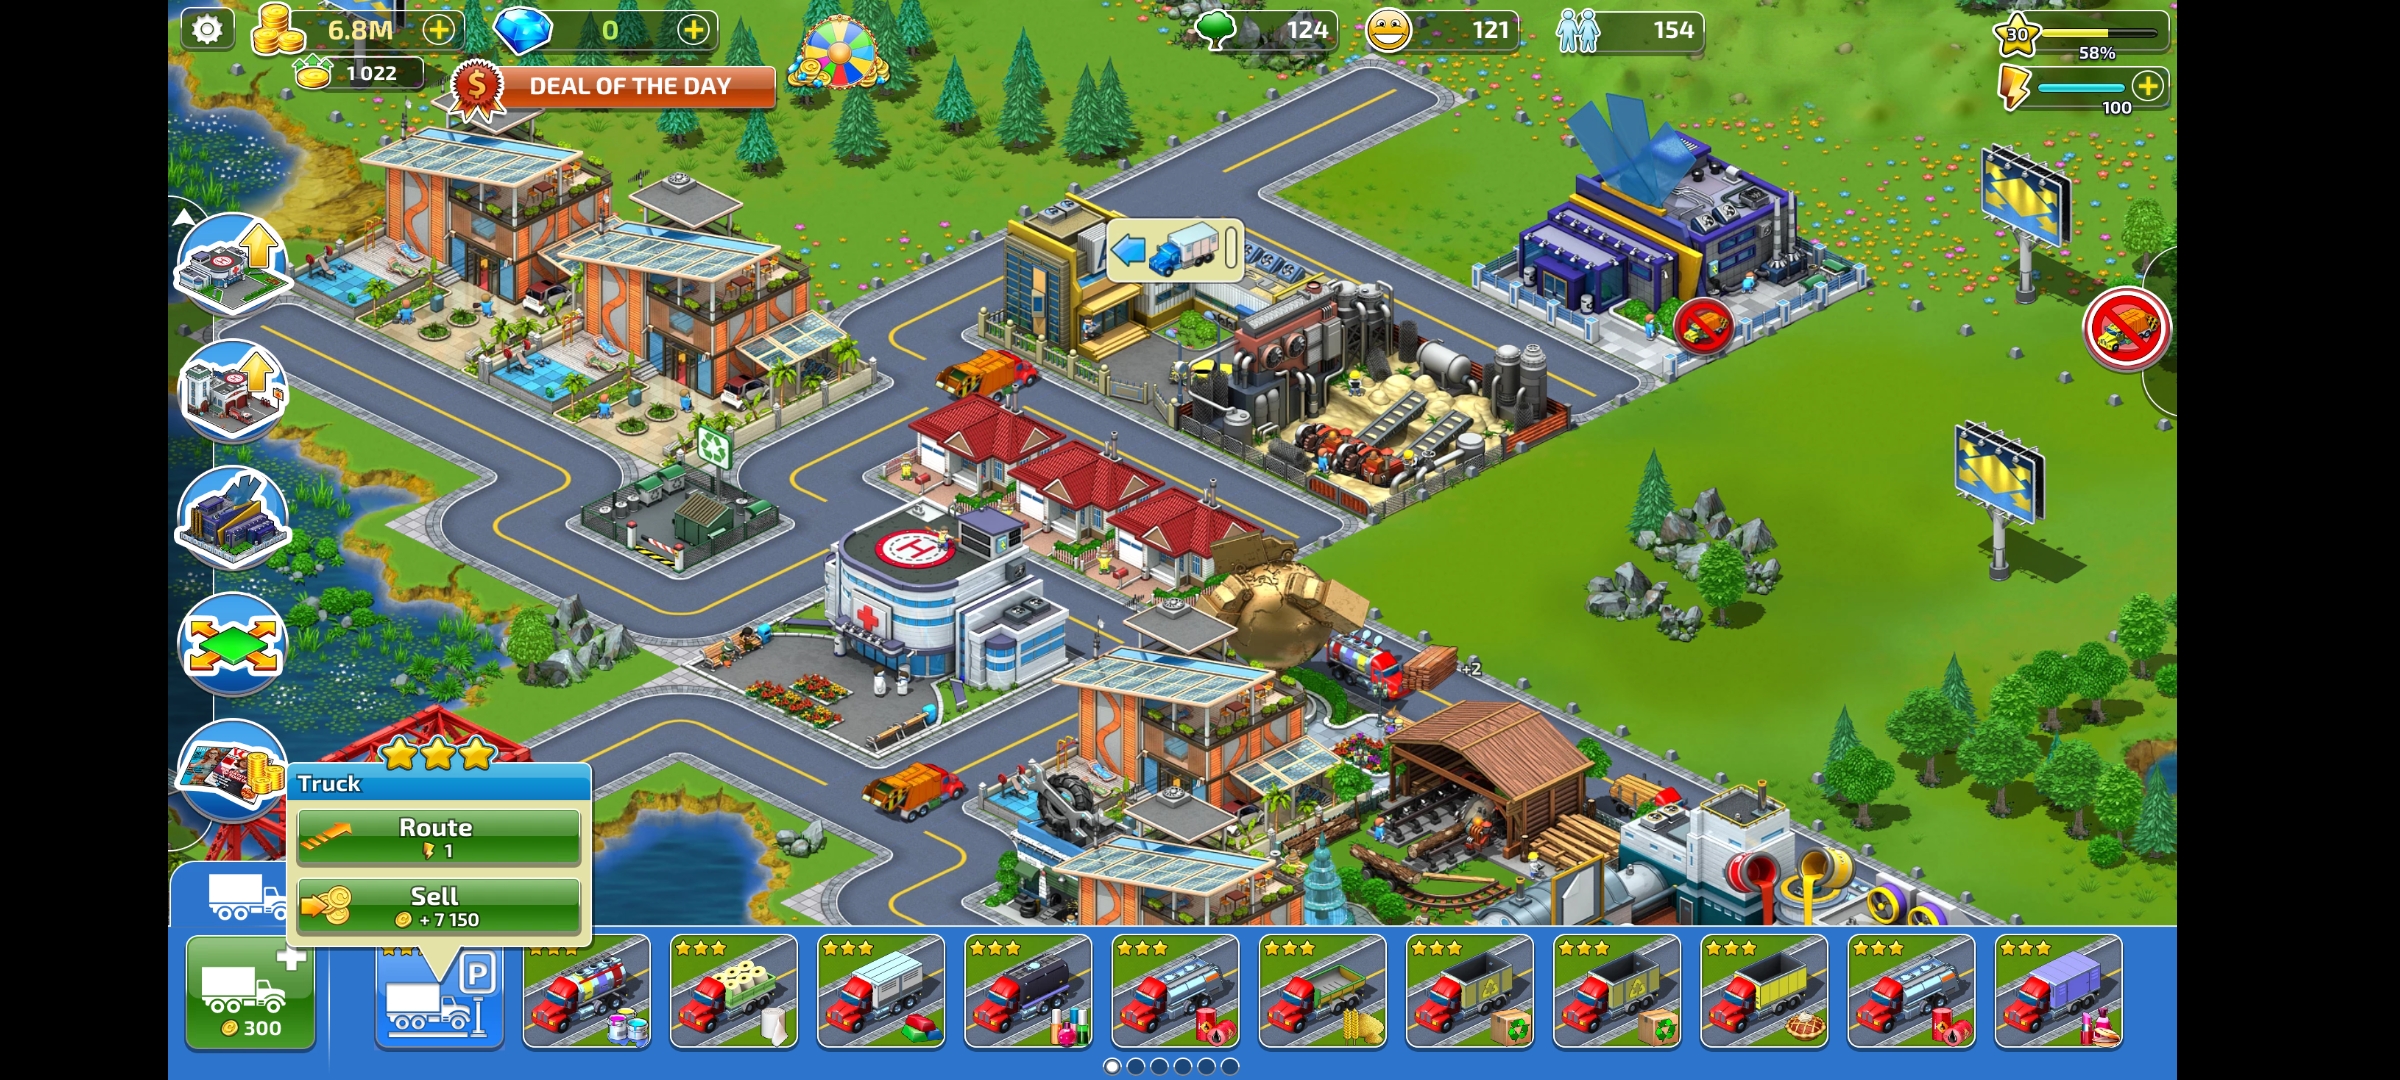 6.8M
0
124
121
154
30
58%
1 022
DEAL OF THE DAY
100
H
+2
Truck
Route
1
Sell
+ 7 150
P
300